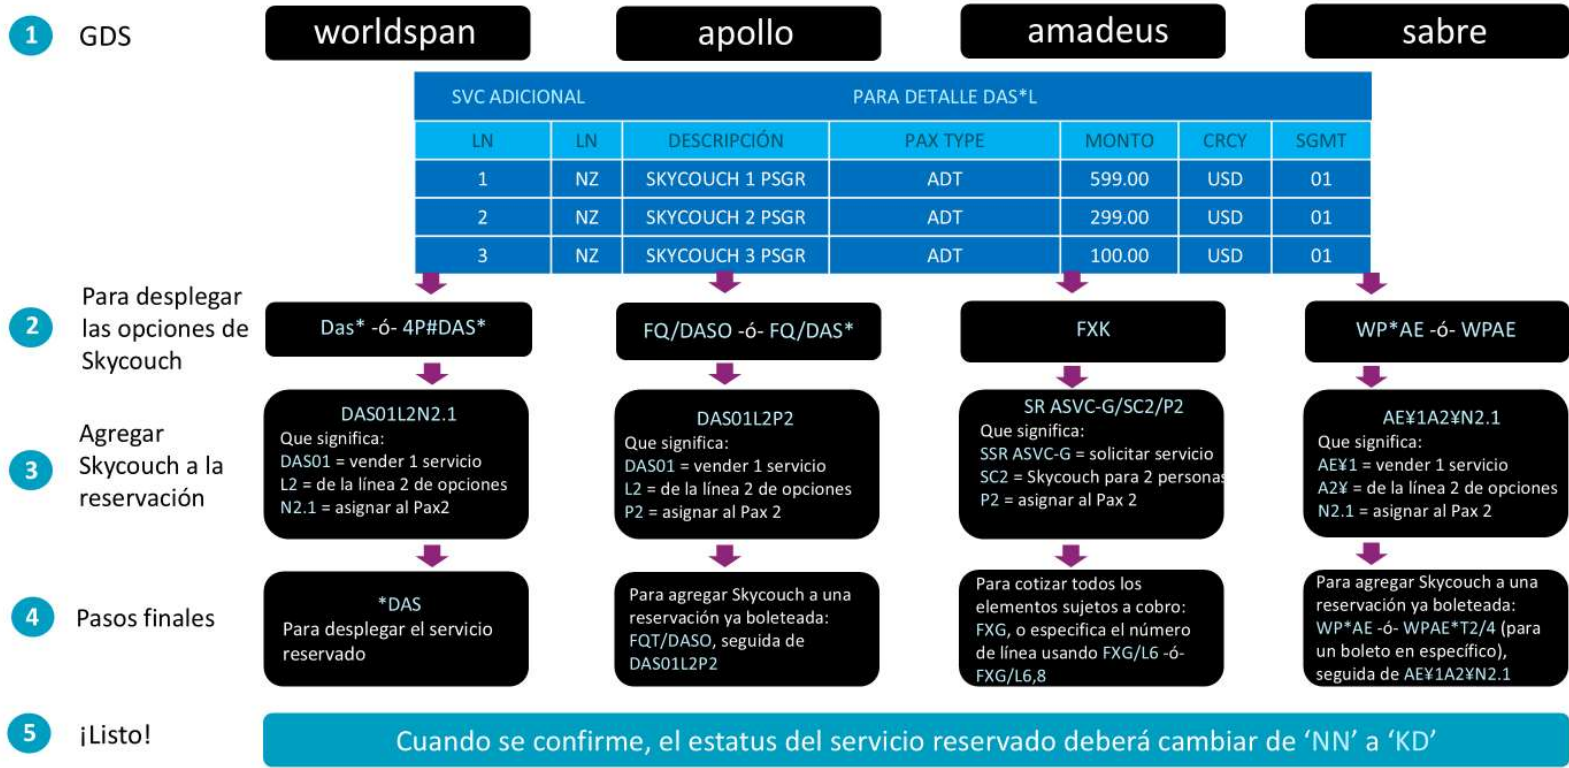 1 GDS worldspan apollo amadeus sabre
SVC ADICIONAL PARA DETALLE DAS*L
LN LN DESCRIPCIÓN PAX TYPE MONTO CRCY SGMT
1 NZ SKYCOUCH 1 PSGR ADT 599.00 USD 01
2 NZ SKYCOUCH 2 PSGR ADT 299.00 USD 01
3 NZ SKYCOUCH 3 PSGR ADT 100.00 USD 01
2
Para desplegar
las opciones de
Skycouch
Das* -ó- 4P#DAS*
FQ/DASO -ó- FQ/DAS*
FXK
WP*AE -ó- WPAE
3
Agregar
Skycouch a la
reservación
DAS01L2N2.1
Que significa:
DAS01 = vender 1 servicio
L2 = de la línea 2 de opciones
N2.1 = asignar al Pax2
DAS01L2P2
Que significa:
DAS01 = vender 1 servicio
L2 = de la línea 2 de opciones
P2 = asignar al Pax 2
SR ASVC-G/SC2/P2
Que significa:
SSR ASVC-G = solicitar servicio
SC2 = Skycouch para 2 personas
P2 = asignar al Pax 2
AE¥1A2¥N2.1
Que significa:
AE¥1 = vender 1 servicio
A2¥ = de la línea 2 de opciones
N2.1 = asignar al Pax 2
4 Pasos finales
*DAS
Para desplegar el servicio
reservado
Para agregar Skycouch a una
reservación ya boleteada:
FQT/DASO, seguida de
DAS01L2P2
Para cotizar todos los
elementos sujetos a cobro:
FXG, o especifica el número
de línea usando FXG/L6 -ó-
FXG/L6,8
Para agregar Skycouch a una
reservación ya boleteada:
WP*AE -ó- WPAE*T2/4 (para
un boleto en específico),
seguida de AE¥1A2¥N2.1
5 ¡Listo!
Cuando se confirme, el estatus del servicio reservado deberá cambiar de ‘NN’ a ‘KD’